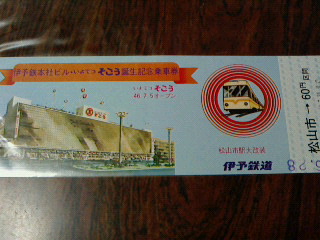 伊予鉄本社ビル・いよてつそごう誕生記念乗車券
いよてつ
そごう
46.7.5オープン
松山市駅大改装
伊予鉄道
松山市→60円区間